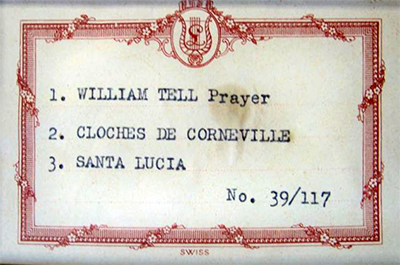 1. WILLIAM TELL Prayer
2. CLOCHES DE CORNEVILLE
3. SANTA LUCIA
No. 39/117
SWISS